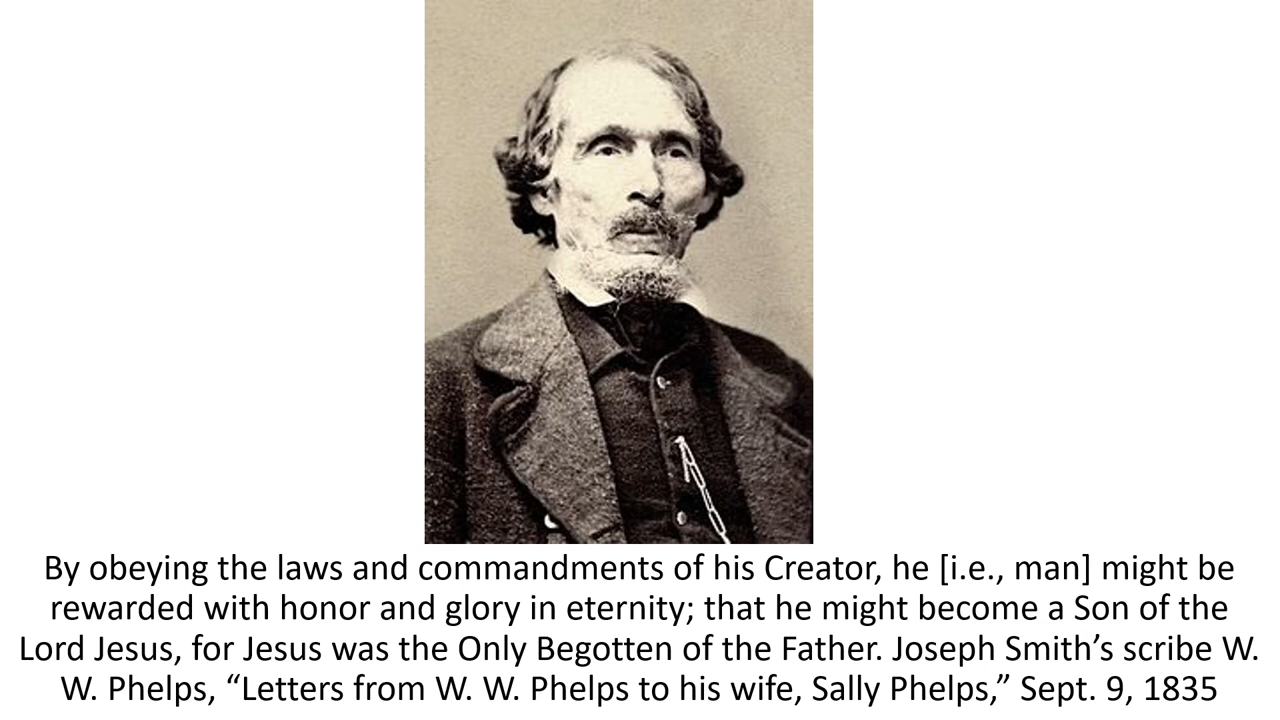 By obeying the laws and commandments of his Creator, he [i.e., man] might be
rewarded with honor and glory in eternity; that he might become a Son of the
Lord Jesus, for Jesus was the Only Begotten of the Father. Joseph Smith’s scribe W.
W. Phelps, “Letters from W. W. Phelps to his wife, Sally Phelps,” Sept. 9, 1835